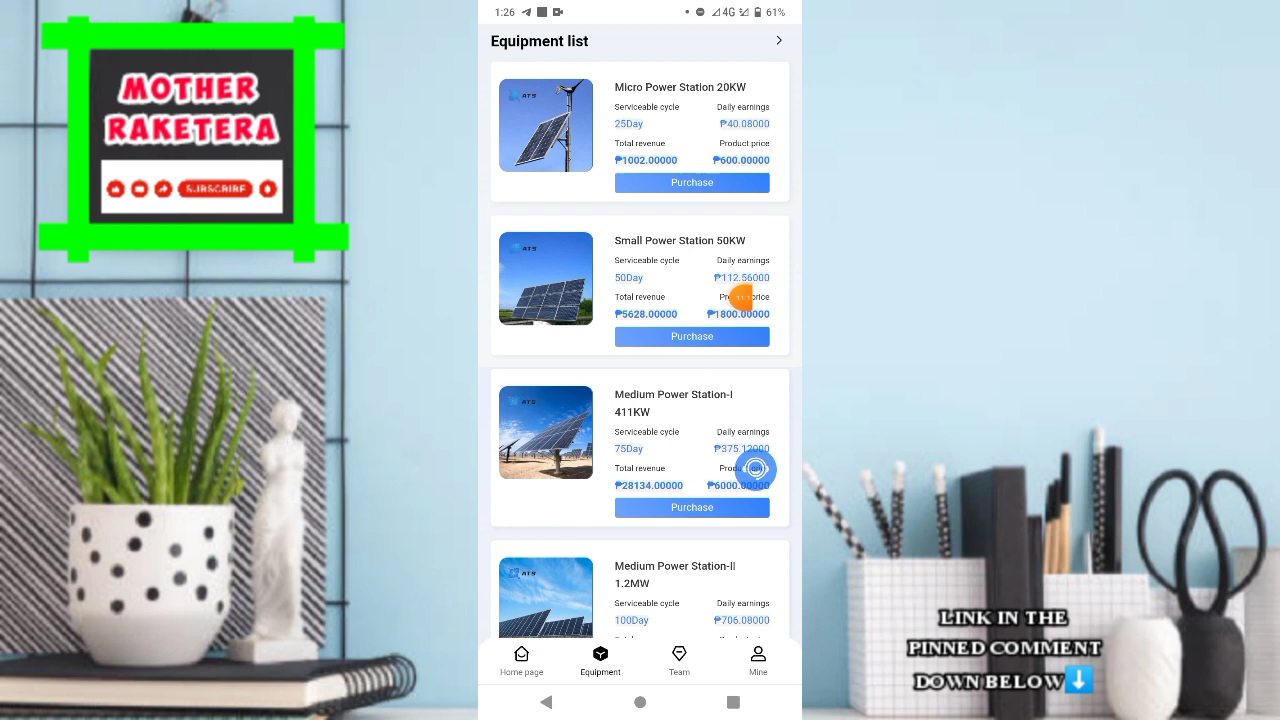 MOTHER
RAKETERA
SUBSCRIBE
1:26
4G
61%
Equipment list
ATS
Micro Power Station 20KW
Serviceable cycle
Daily earnings
25Day
₱40.08000
Total revenue
Product price
₱1002.00000
₱600.00000
Purchase
ATS
Small Power Station 50KW
Serviceable cycle
Daily earnings
50Day
₱112.56000
Total revenue
₱5628.00000
₱1800.00000
Purchase
ATS
Medium Power Station-I
411KW
Serviceable cycle
Daily earnings
75Day
₱375.12000
Total revenue
₱28134.00000
₱6000.00000
Purchase
ATS
Medium Power Station-II
1.2MW
Serviceable cycle
Daily earnings
100Day
₱706.08000
Home page
Equipment
Team
Mine
LINK IN THE
PINNED COMMENT
DOWN BELOW